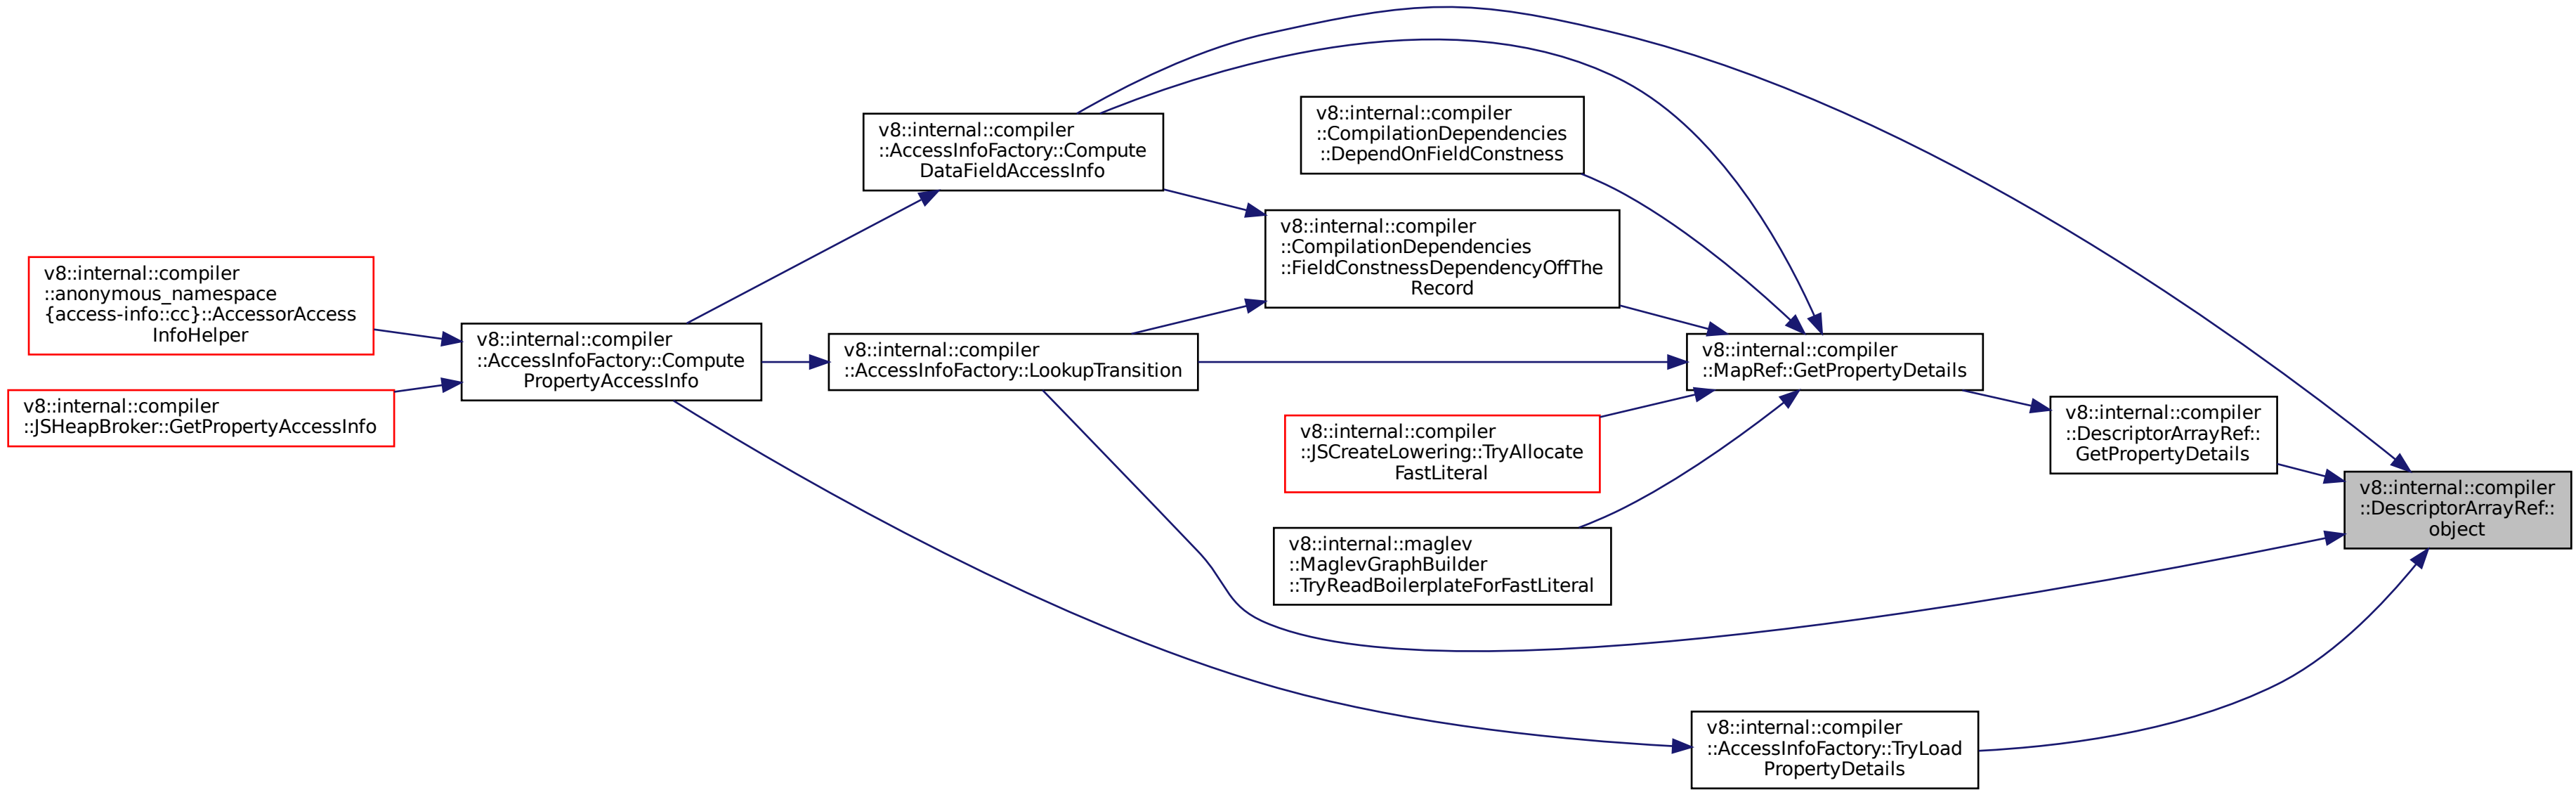 v8::internal::compiler
::AccessInfoFactory::Compute
DataFieldAccessInfo
v8::internal::compiler
::CompilationDependencies
::DependOnFieldConstness
v8::internal::compiler
::CompilationDependencies
::FieldConstnessDependencyOffThe
Record
v8::internal::compiler
::anonymous_namespace
{access-info::cc}::AccessorAccess
InfoHelper
v8::internal::compiler
::AccessInfoFactory::Compute
PropertyAccessInfo
v8::internal::compiler
::AccessInfoFactory::LookupTransition
v8::internal::compiler
::MapRef::GetPropertyDetails
v8::internal::compiler
::JSHeapBroker::GetPropertyAccessInfo
v8::internal::compiler
::JSCreateLowering::TryAllocate
FastLiteral
v8::internal::compiler
::DescriptorArrayRef::
GetPropertyDetails
v8::internal::compiler
::DescriptorArrayRef::
object
v8::internal::maglev
::MaglevGraphBuilder
::TryReadBoilerplateForFastLiteral
v8::internal::compiler
::AccessInfoFactory::TryLoad
PropertyDetails